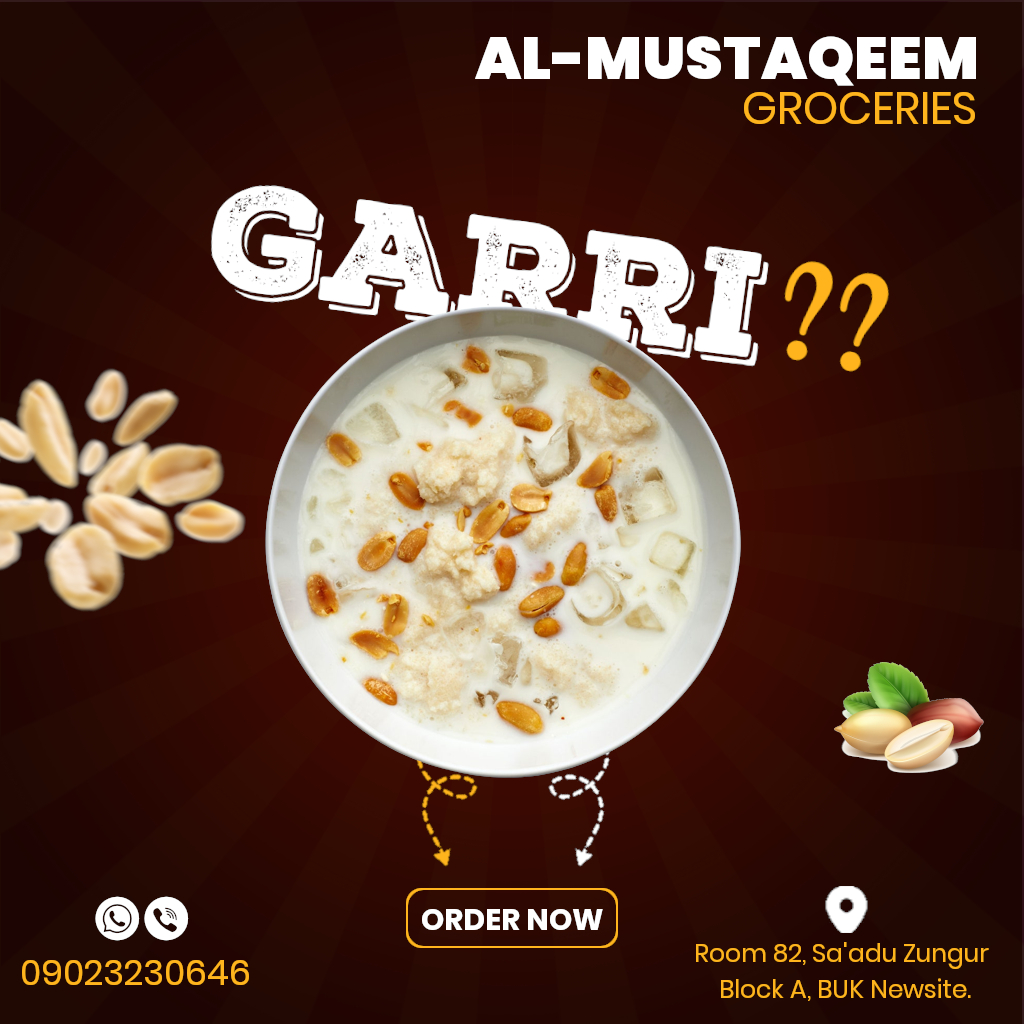 AL-MUSTAQEEM
GROCERIES
GARRI??
ORDER NOW
09023230646
Room 82, Sa'adu Zungur
Block A, BUK Newsite.